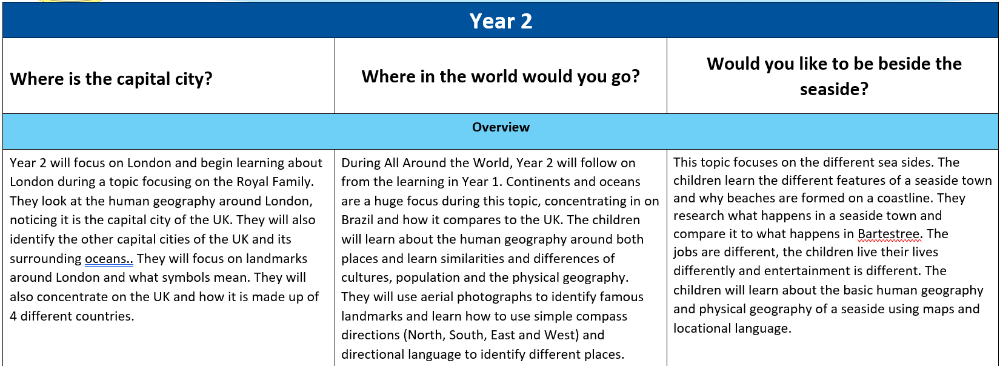 Year 2
Where is the capital city?
Where in the world would you go?
Would you like to be beside the
seaside?
Overview
Year 2 will focus on London and begin learning about
London during a topic focusing on the Royal Family.
They look at the human geography around London,
noticing it is the capital city of the UK. They will also
identify the other capital cities of the UK and its
surrounding oceans.. They will focus on landmarks
around London and what symbols mean. They will
also concentrate on the UK and how it is made up of
4 different countries.
During All Around the World, Year 2 will follow on
from the learning in Year 1. Continents and oceans
are a huge focus during this topic, concentrating in on
Brazil and how it compares to the UK. The children
will learn about the human geography around both
places and learn similarities and differences of
cultures, population and the physical geography.
They will use aerial photographs to identify famous
landmarks and learn how to use simple compass
directions (North, South, East and West) and
directional language to identify different places.
This topic focuses on the different sea sides. The
children learn the different features of a seaside town
and why beaches are formed on a coastline. They
research what happens in a seaside town and
compare it to what happens in Bartestree. The
jobs are different, the children live their lives
differently and entertainment is different. The
children will learn about the basic human geography
and physical geography of a seaside using maps and
locational language.